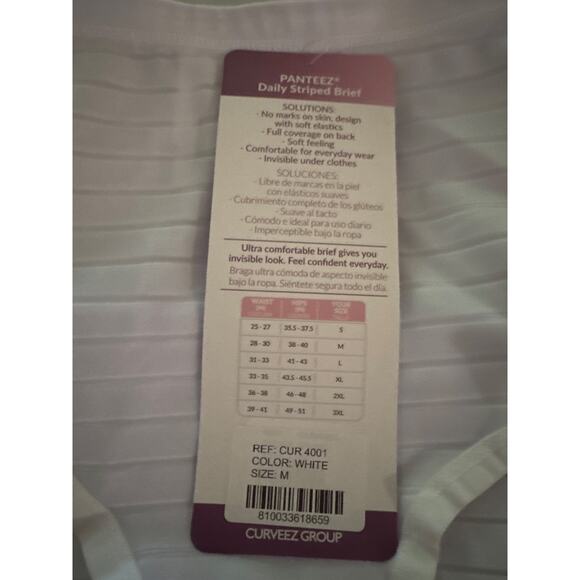 PANTEEZ®
Daily Striped Brief
SOLUTIONS:
- No marks on skin, design
with soft elastics
- Full coverage on back
- Soft feeling
- Comfortable for everyday wear
- Invisible under clothes
SOLUCIONES:
- Libre de marcas en la piel
con elásticos suaves
- Cubrimiento completo de los glúteos
- Suave al tacto
- Cómodo e ideal para uso diario
- Imperceptible bajo la ropa
Ultra comfortable brief gives you
invisible look. Feel confident everyday.
Braga ultra cómoda de aspecto invisible
bajo la ropa. Siéntete segura todo el día.
WAIST HIPS YOUR
(IN) (IN) SIZE
25 - 27 35.5 - 37.5 S
28 - 30 38 - 40 M
31 - 33 41 - 43 L
33 - 35 43.5 - 45.5 XL
36 - 38 46 - 48 2XL
39 - 41 49 - 51 3XL
REF: CUR 4001
COLOR: WHITE
SIZE: M
810033618659
CURVEEZ GROUP